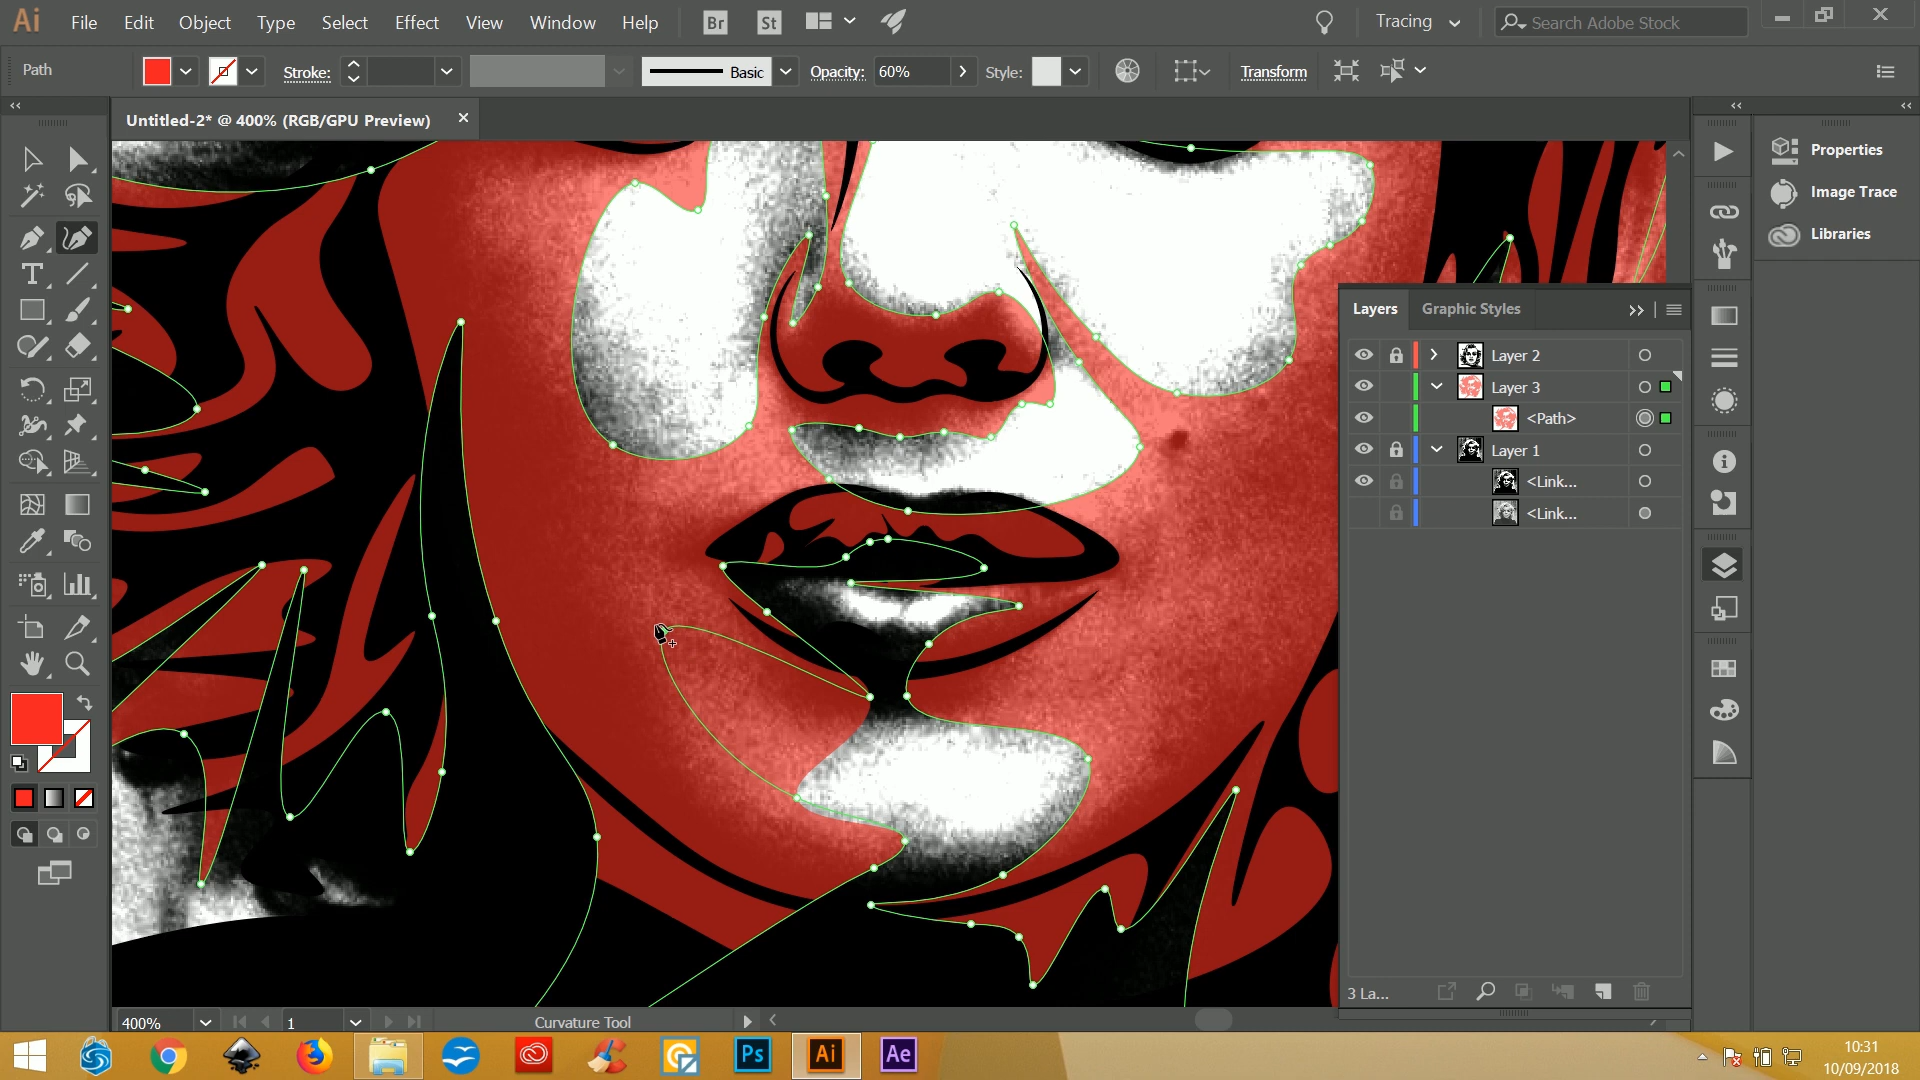 Ai File Edit Object Type Select Effect View Window Help Br St Tracing Search Adobe Stock
Path Stroke: Basic Opacity: 60% Style: Transform
Untitled-2* @ 400% (RGB/GPU Preview)
Properties
Image Trace
Libraries
Layers Graphic Styles
Layer 2
Layer 3
<Path>
Layer 1
<Link...
<Link...
3 La...
400% 1 Curvature Tool
Ps Ai Ae
10:31
10/09/2018